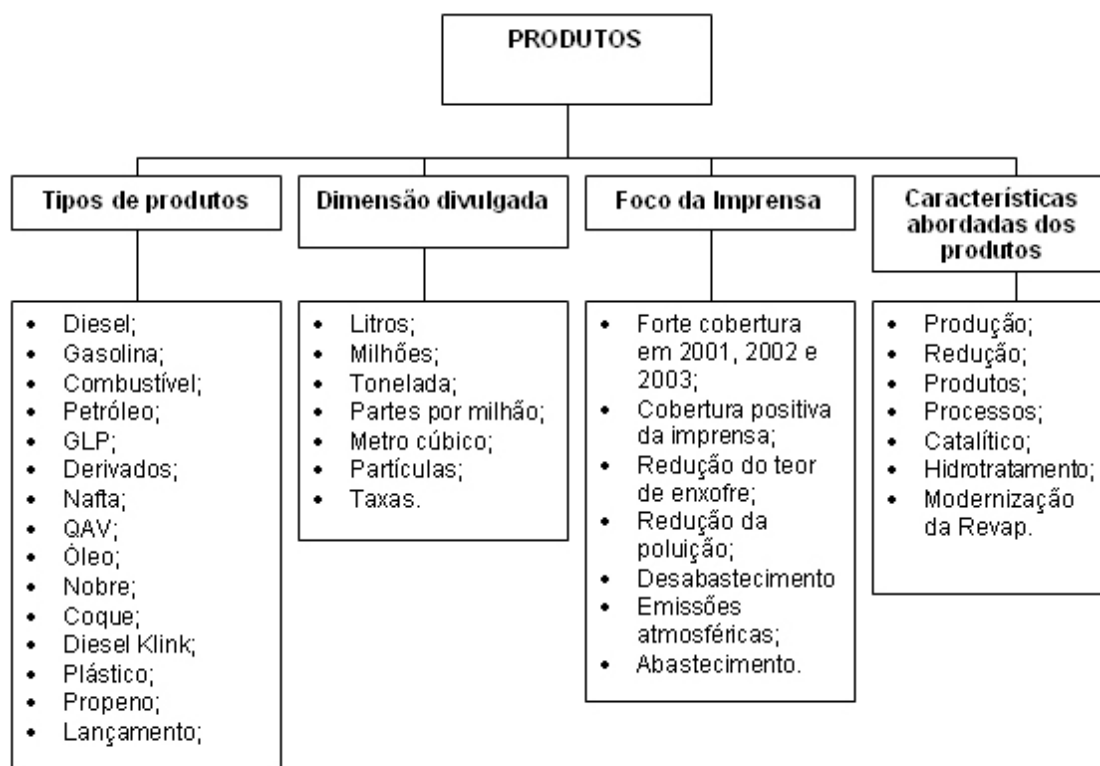 PRODUTOS
Tipos de produtos
• Diesel;
• Gasolina;
• Combustível;
• Petróleo;
• GLP;
• Derivados;
• Nafta;
• QAV;
• Óleo;
• Nobre;
• Coque;
• Diesel Klink;
• Plástico;
• Propeno;
• Lançamento;
Dimensão divulgada
• Litros;
• Milhões;
• Tonelada;
• Partes por milhão;
• Metro cúbico;
• Partículas;
• Taxas.
Foco da Imprensa
• Forte cobertura
em 2001, 2002 e
2003;
• Cobertura positiva
da imprensa;
• Redução do teor
de enxofre;
• Redução da
poluição;
• Desabastecimento
• Emissões
atmosféricas;
• Abastecimento.
Características
abordadas dos
produtos
• Produção;
• Redução;
• Produtos;
• Processos;
• Catalítico;
• Hidrotratamento;
• Modernização
da Revap.